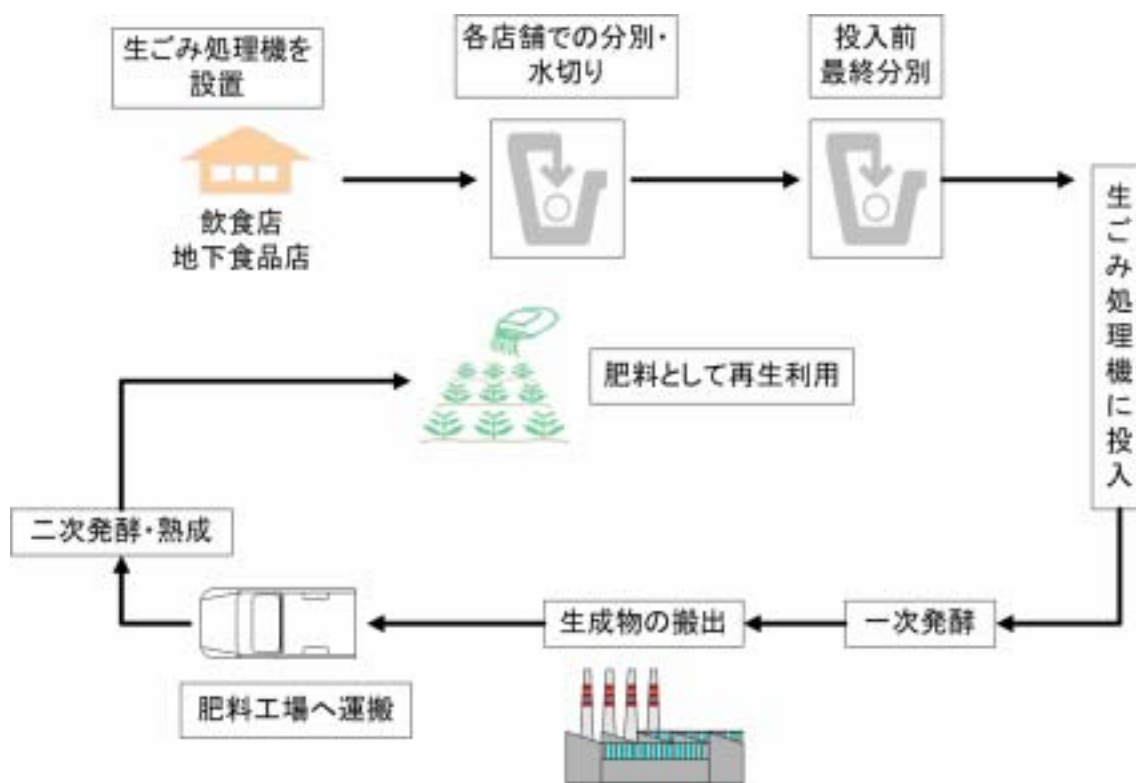 生ごみ処理機を
設置
飲食店
地下食品店
各店舗での分別・
水切り
投入前
最終分別
生ごみ処理機に投入
一次発酵
生成物の搬出
肥料工場へ運搬
二次発酵・熟成
肥料として再生利用